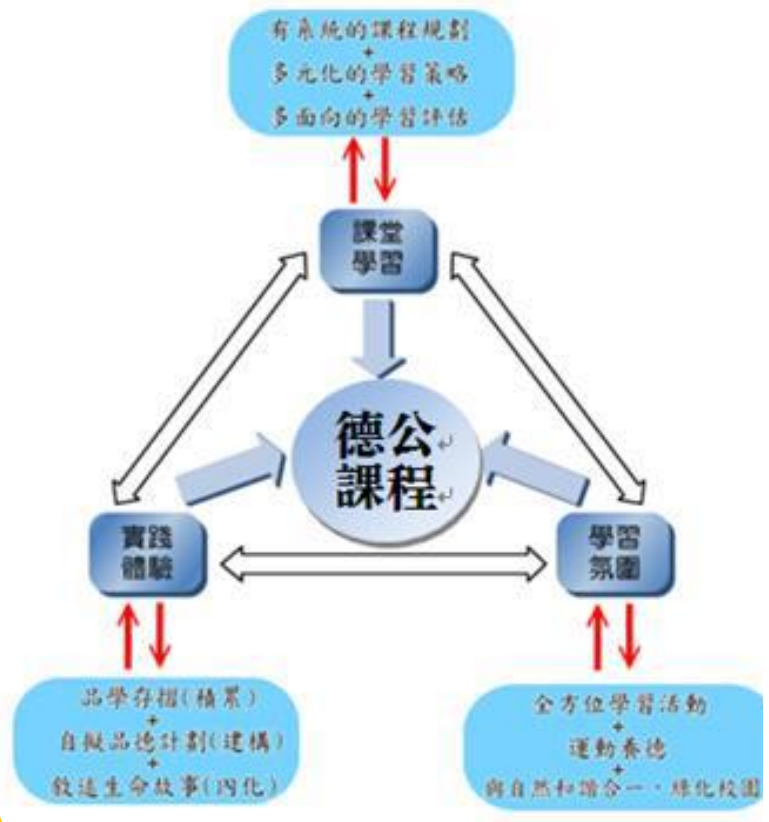 有系統的課程規劃
+
多元化的學習策略
+
多面向的學習評估
課堂
學習
德公
課程
實踐
體驗
學習
氛圍
品學存摺(積累)
+
自擬品德計劃(建構)
+
敘述生命故事(內化)
全方位學習活動
+
運動養德
+
與自然和諧合一，綠化校園